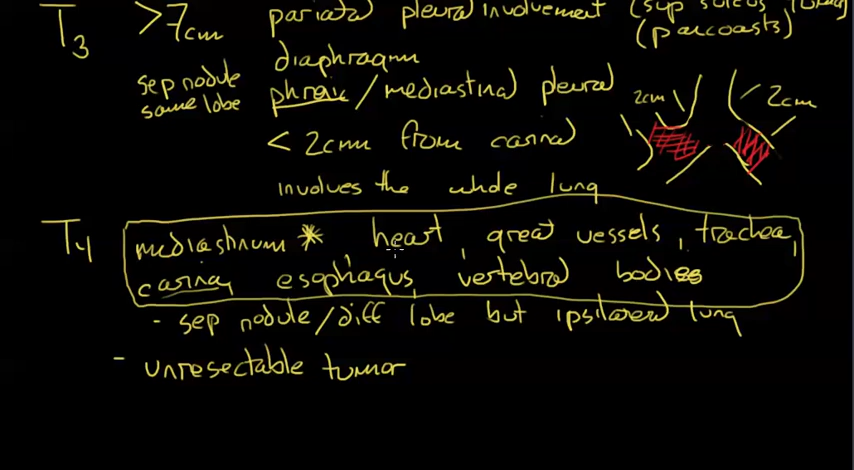 T3 >7cm parietal pleural involvement (sup sulcus
(pancoasts)
diaphragm
sep nodule
same lobe
phrenic/mediastinal pleural
2cm
2cm
< 2cm from carina
involves the whole lung
T4 mediastinum * heart, great vessels, trachea,
carina, esophagus, vertebral bodies
- sep nodule/diff lobe but ipsilateral lung
- unresectable tumor